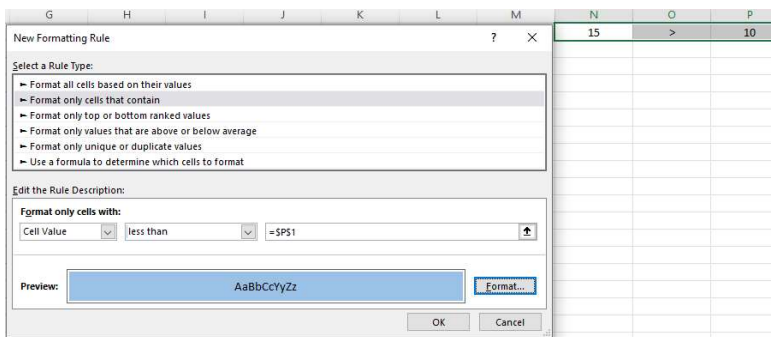 G H I J K L M N O P
New Formatting Rule ? ×
15 > 10
Select a Rule Type:
► Format all cells based on their values
► Format only cells that contain
► Format only top or bottom ranked values
► Format only values that are above or below average
► Format only unique or duplicate values
► Use a formula to determine which cells to format
Edit the Rule Description:
Format only cells with:
Cell Value less than =$P$1
Preview: AaBbCcYyZz Format...
OK Cancel